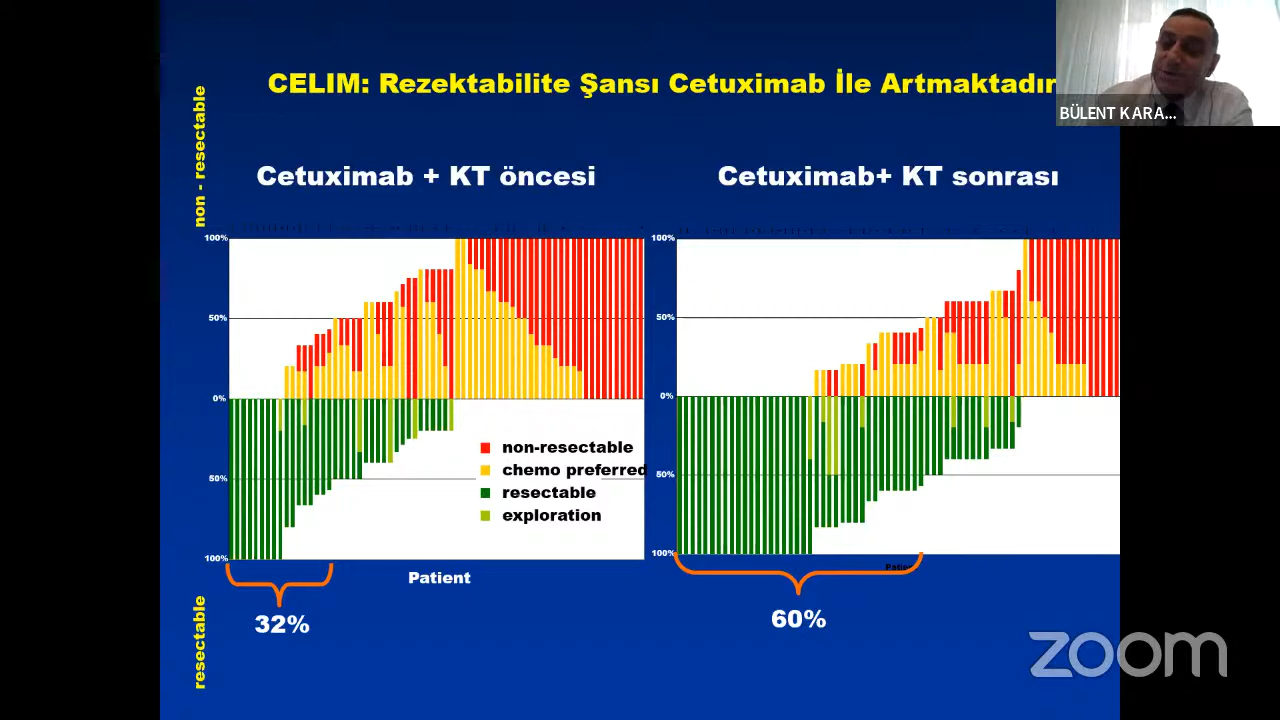 CELIM: Rezektabilite Şansı Cetuximab İle Artmaktadır
BÜLENT KARA...
non - resectable
Cetuximab + KT öncesi
Cetuximab+ KT sonrası
100%
50%
0%
50%
100%
100%
50%
0%
50%
100%
non-resectable
chemo preferred
resectable
exploration
Patient
Patient
32%
60%
resectable
zoom